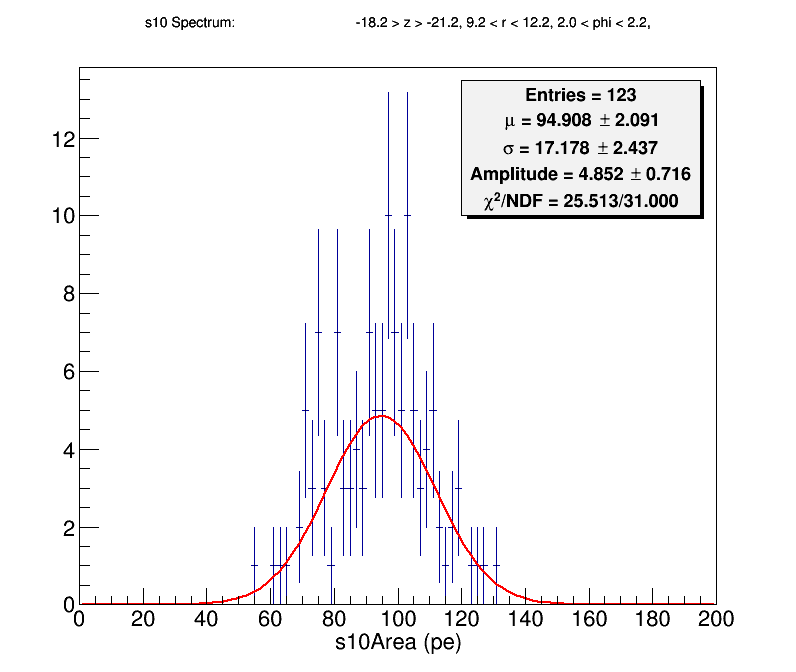 s10 Spectrum: -18.2 > z > -21.2, 9.2 < r < 12.2, 2.0 < phi < 2.2,
Entries = 123
μ = 94.908 ± 2.091
σ = 17.178 ± 2.437
Amplitude = 4.852 ± 0.716
χ²/NDF = 25.513/31.000
12
10
8
6
4
2
0
0 20 40 60 80 100 120 140 160 180 200
s10Area (pe)